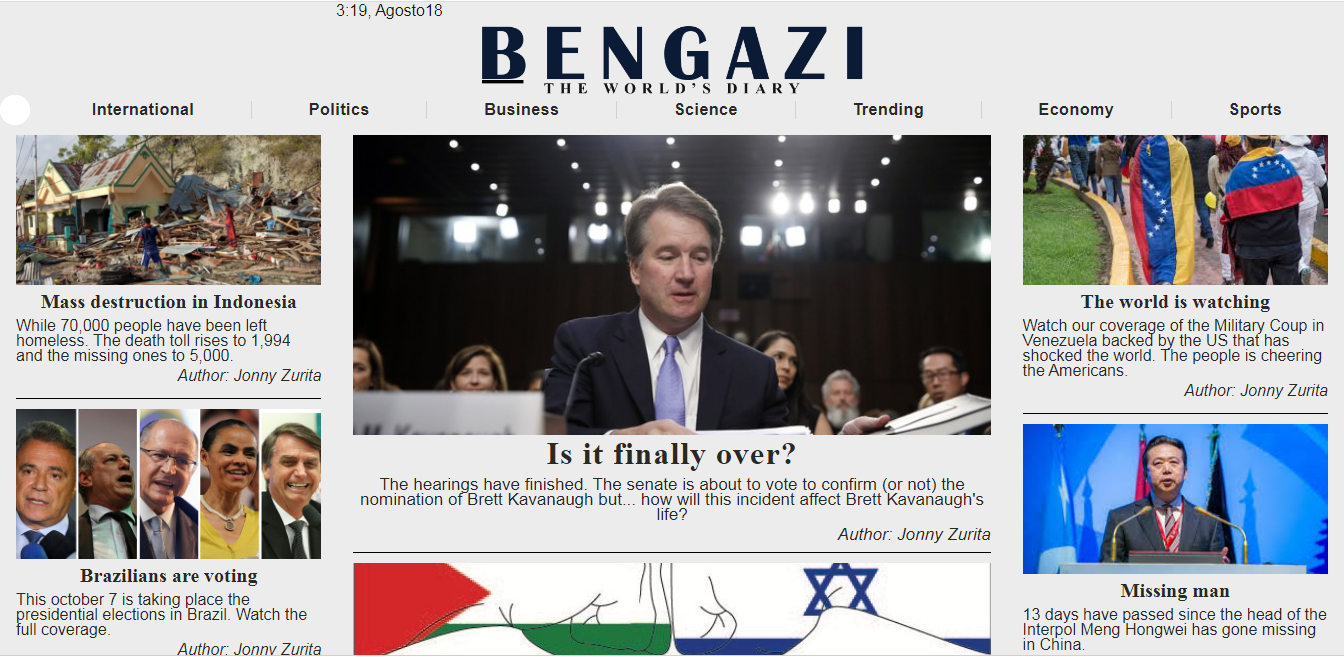 3:19, Agosto18
BENGAZI
THE WORLD'S DIARY
International
Politics
Business
Science
Trending
Economy
Sports
Mass destruction in Indonesia
While 70,000 people have been left
homeless. The death toll rises to 1,994
and the missing ones to 5,000.
Author: Jonny Zurita
Brazilians are voting
This october 7 is taking place the
presidential elections in Brazil. Watch the
full coverage.
Author: Jonny Zurita
Is it finally over?
The hearings have finished. The senate is about to vote to confirm (or not) the
nomination of Brett Kavanaugh but... how will this incident affect Brett Kavanaugh's
life?
Author: Jonny Zurita
The world is watching
Watch our coverage of the Military Coup in
Venezuela backed by the US that has
shocked the world. The people is cheering
the Americans.
Author: Jonny Zurita
Missing man
13 days have passed since the head of the
Interpol Meng Hongwei has gone missing
in China.